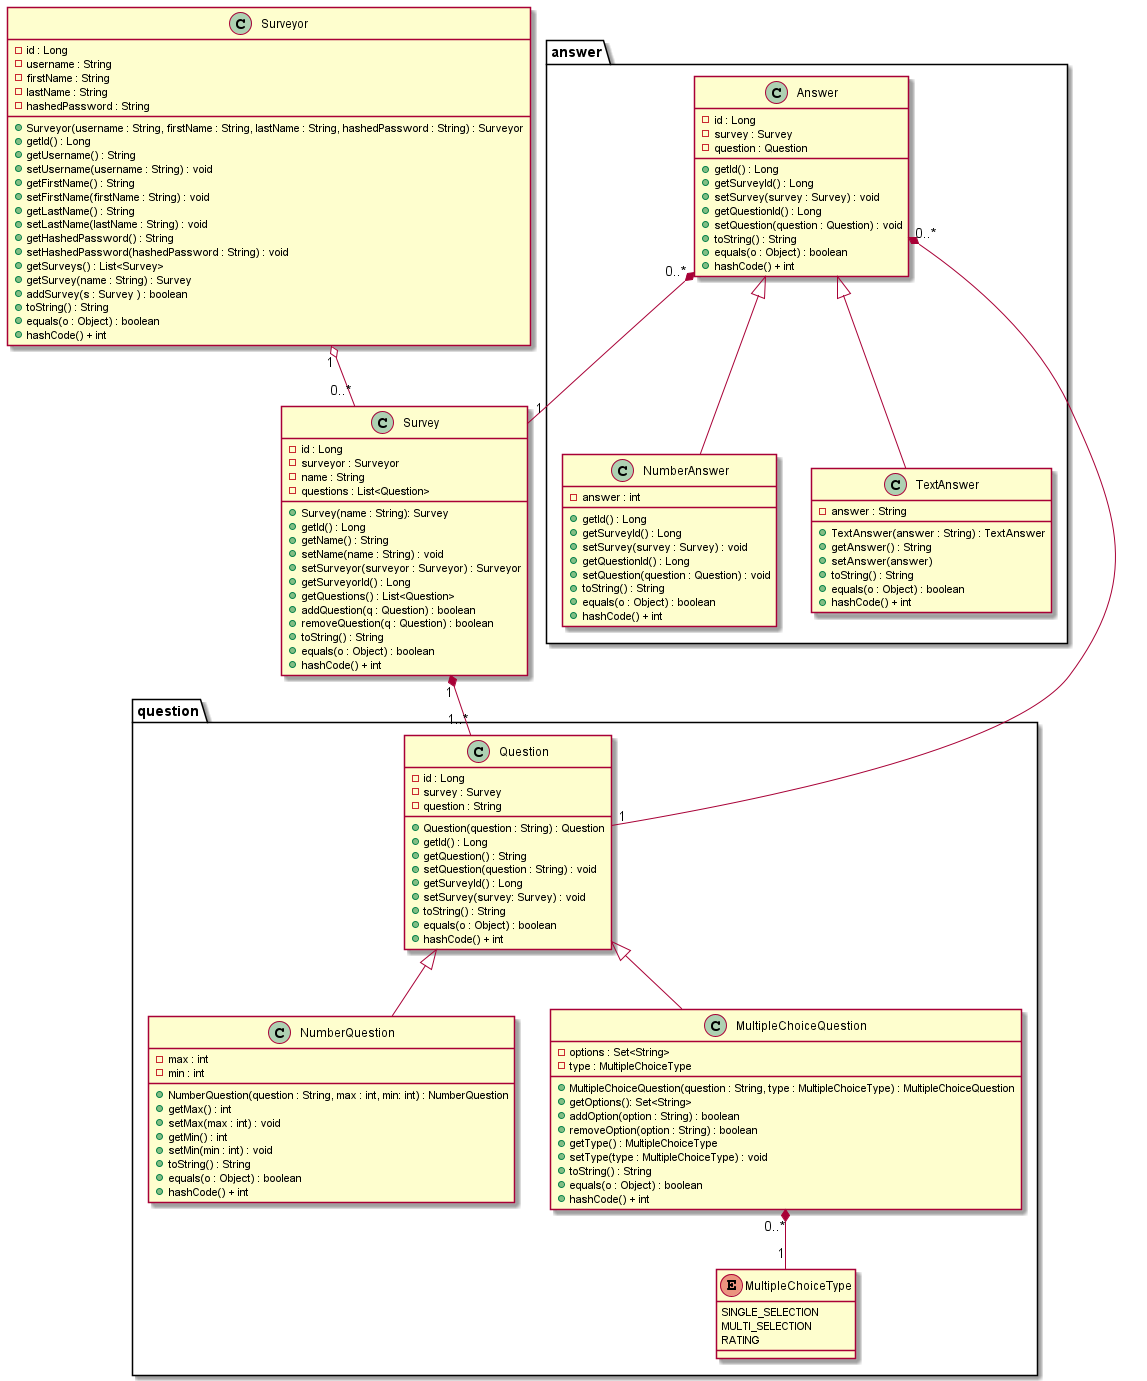 Surveyor
id : Long
username : String
firstName : String
lastName : String
hashedPassword : String
Surveyor(username : String, firstName : String, lastName : String, hashedPassword : String) : Surveyor
getId() : Long
getUsername() : String
setUsername(username : String) : void
getFirstName() : String
setFirstName(firstName : String) : void
getLastName() : String
setLastName(lastName : String) : void
getHashedPassword() : String
setHashedPassword(hashedPassword : String) : void
getSurveys() : List<Survey>
getSurvey(name : String) : Survey
addSurvey(s : Survey ) : boolean
toString() : String
equals(o : Object) : boolean
hashCode() + int
answer
Answer
id : Long
survey : Survey
question : Question
getId() : Long
getSurveyId() : Long
setSurvey(survey : Survey) : void
getQuestionId() : Long
setQuestion(question : Question) : void
toString() : String
equals(o : Object) : boolean
hashCode() + int
0..*
0..*
1
0..*
1
Survey
id : Long
surveyor : Surveyor
name : String
questions : List<Question>
Survey(name : String): Survey
getId() : Long
getName() : String
setName(name : String) : void
setSurveyor(surveyor : Surveyor) : Surveyor
getSurveyorId() : Long
getQuestions() : List<Question>
addQuestion(q : Question) : boolean
removeQuestion(q : Question) : boolean
toString() : String
equals(o : Object) : boolean
hashCode() + int
NumberAnswer
answer : int
getId() : Long
getSurveyId() : Long
setSurvey(survey : Survey) : void
getQuestionId() : Long
setQuestion(question : Question) : void
toString() : String
equals(o : Object) : boolean
hashCode() + int
TextAnswer
answer : String
TextAnswer(answer : String) : TextAnswer
getAnswer() : String
setAnswer(answer)
toString() : String
equals(o : Object) : boolean
hashCode() + int
1
1..*
question
Question
id : Long
survey : Survey
question : String
Question(question : String) : Question
getId() : Long
getQuestion() : String
setQuestion(question : String) : void
getSurveyId() : Long
setSurvey(survey: Survey) : void
toString() : String
equals(o : Object) : boolean
hashCode() + int
1
NumberQuestion
max : int
min : int
NumberQuestion(question : String, max : int, min: int) : NumberQuestion
getMax() : int
setMax(max : int) : void
getMin() : int
setMin(min : int) : void
toString() : String
equals(o : Object) : boolean
hashCode() + int
MultipleChoiceQuestion
options : Set<String>
type : MultipleChoiceType
MultipleChoiceQuestion(question : String, type : MultipleChoiceType) : MultipleChoiceQuestion
getOptions(): Set<String>
addOption(option : String) : boolean
removeOption(option : String) : boolean
getType() : MultipleChoiceType
setType(type : MultipleChoiceType) : void
toString() : String
equals(o : Object) : boolean
hashCode() + int
0..*
1
MultipleChoiceType
SINGLE_SELECTION
MULTI_SELECTION
RATING